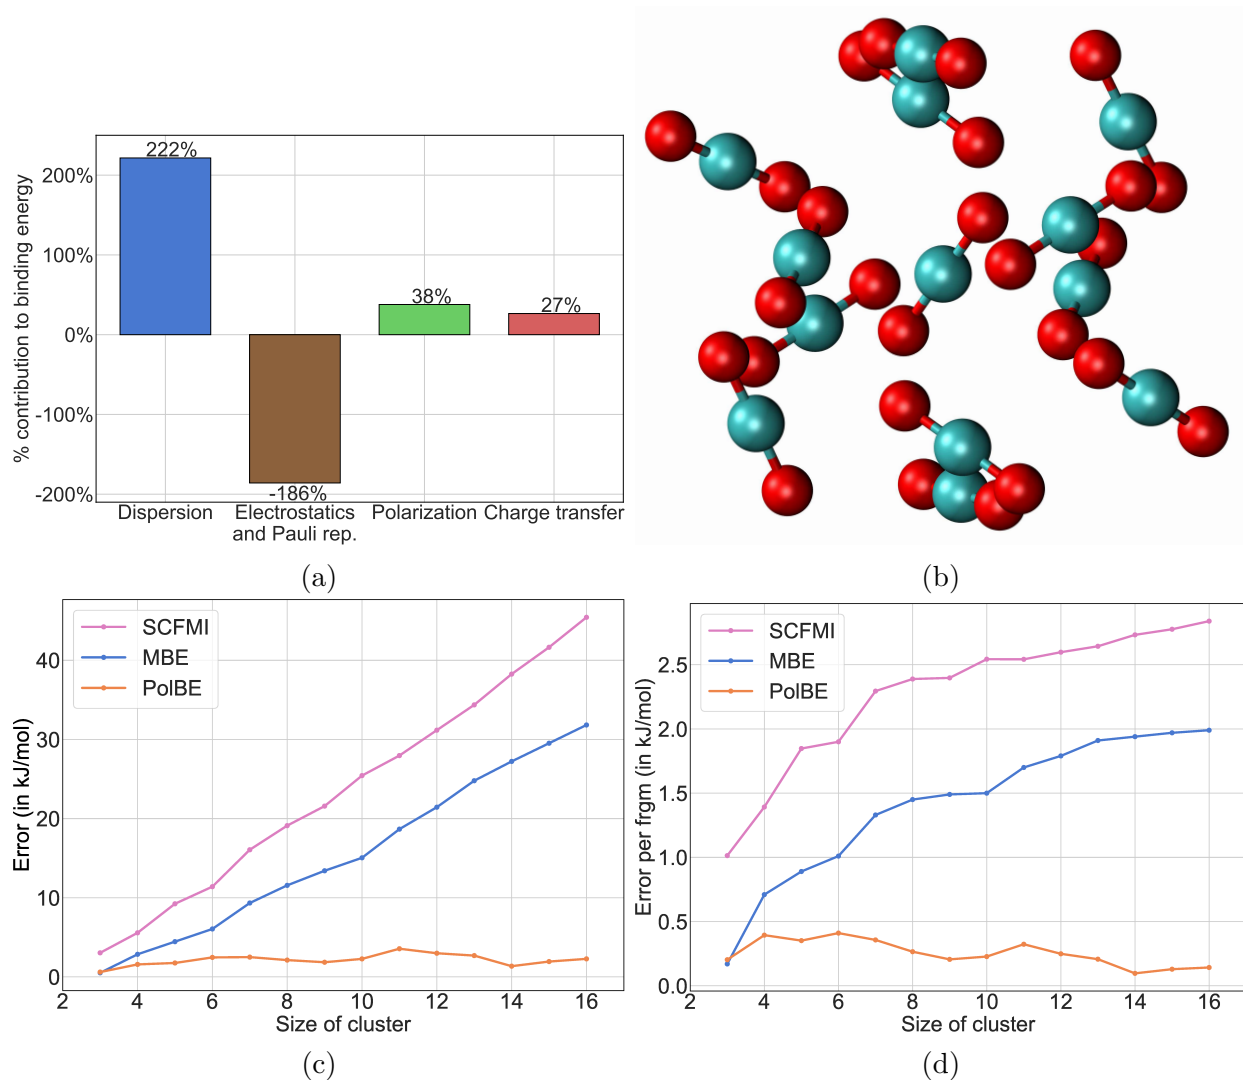 % contribution to binding energy
200%
100%
0%
-100%
-200%
222%
-186%
38%
27%
Dispersion
Electrostatics
and Pauli rep.
Polarization
Charge transfer
(a)
(b)
Error (in kJ/mol)
40
30
20
10
0
SCFMI
MBE
PolBE
2 4 6 8 10 12 14 16
Size of cluster
(c)
Error per frgm (in kJ/mol)
2.5
2.0
1.5
1.0
0.5
0.0
SCFMI
MBE
PolBE
2 4 6 8 10 12 14 16
Size of cluster
(d)